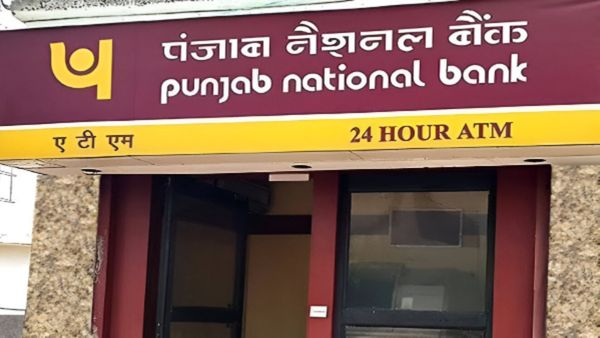 पंजाब नैशनल बैंक
punjab national bank
ए टी एम 24 HOUR ATM